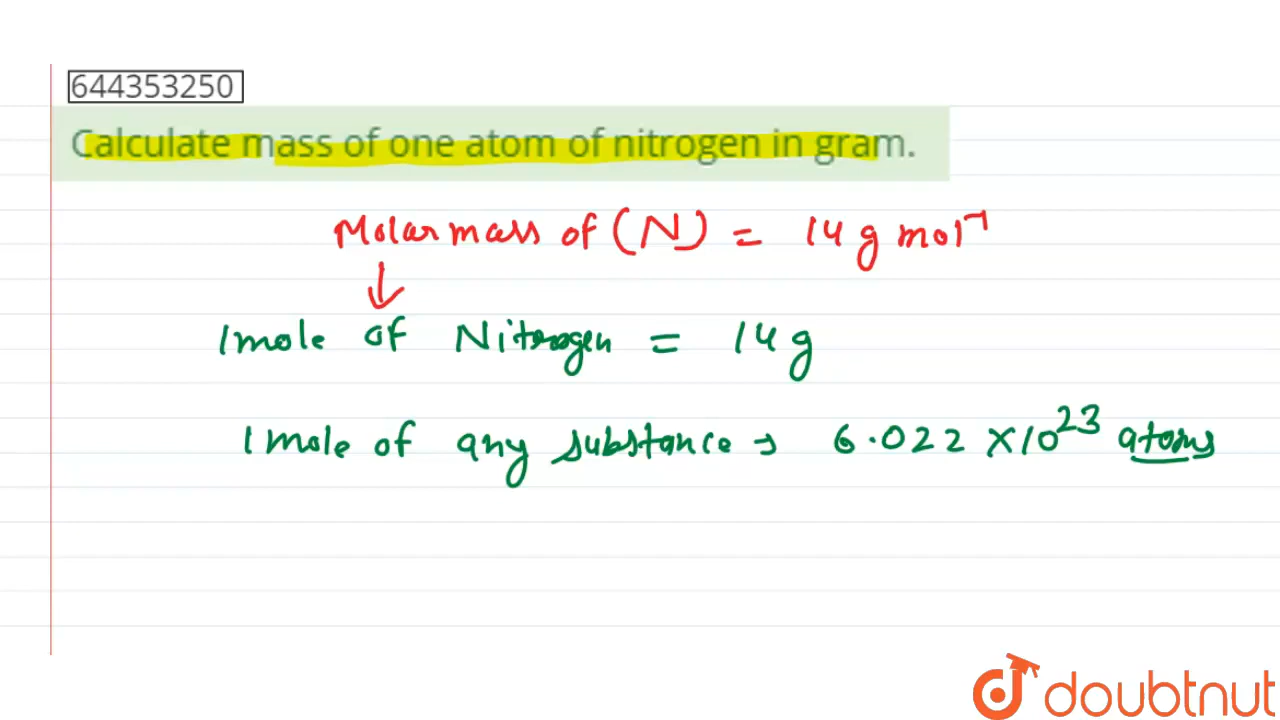 644353250
Calculate mass of one atom of nitrogen in gram.
Molar mass of (N) = 14 g mol⁻¹
↓
1 mole of Nitrogen = 14 g
1 mole of any substance → 6.022 × 10²³ atoms
doubtnut